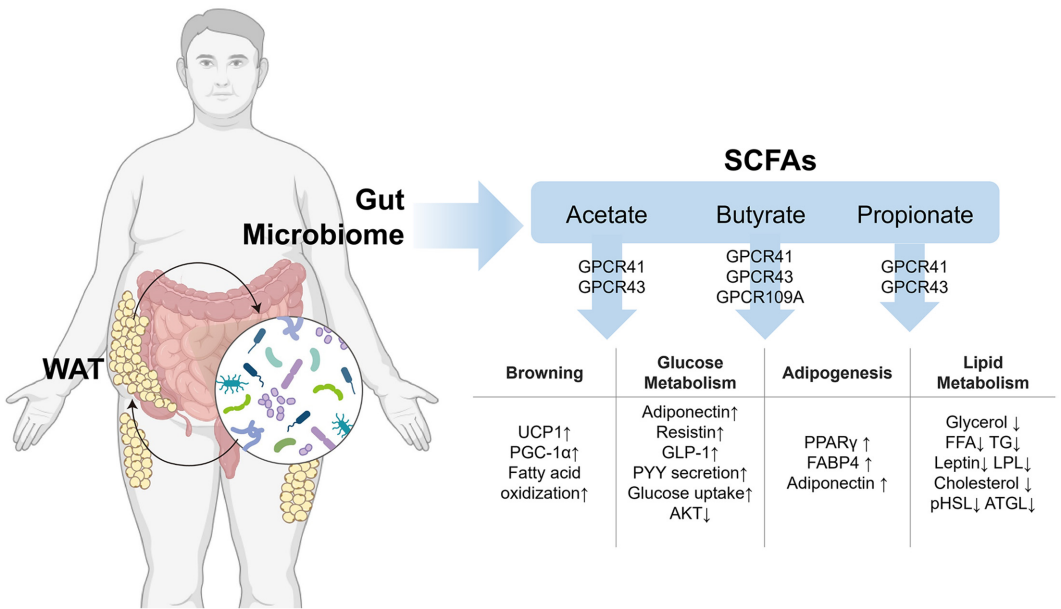 Gut
Microbiome
WAT
SCFAs
Acetate Butyrate Propionate
GPCR41
GPCR43
GPCR41
GPCR43
GPCR109A
GPCR41
GPCR43
Browning
UCP1↑
PGC-1α↑
Fatty acid
oxidization↑
Glucose
Metabolism
Adiponectin↑
Resistin↑
GLP-1↑
PYY secretion↑
Glucose uptake↑
AKT↓
Adipogenesis
PPARγ ↑
FABP4 ↑
Adiponectin ↑
Lipid
Metabolism
Glycerol ↓
FFA↓ TG↓
Leptin↓ LPL↓
Cholesterol ↓
pHSL↓ ATGL↓